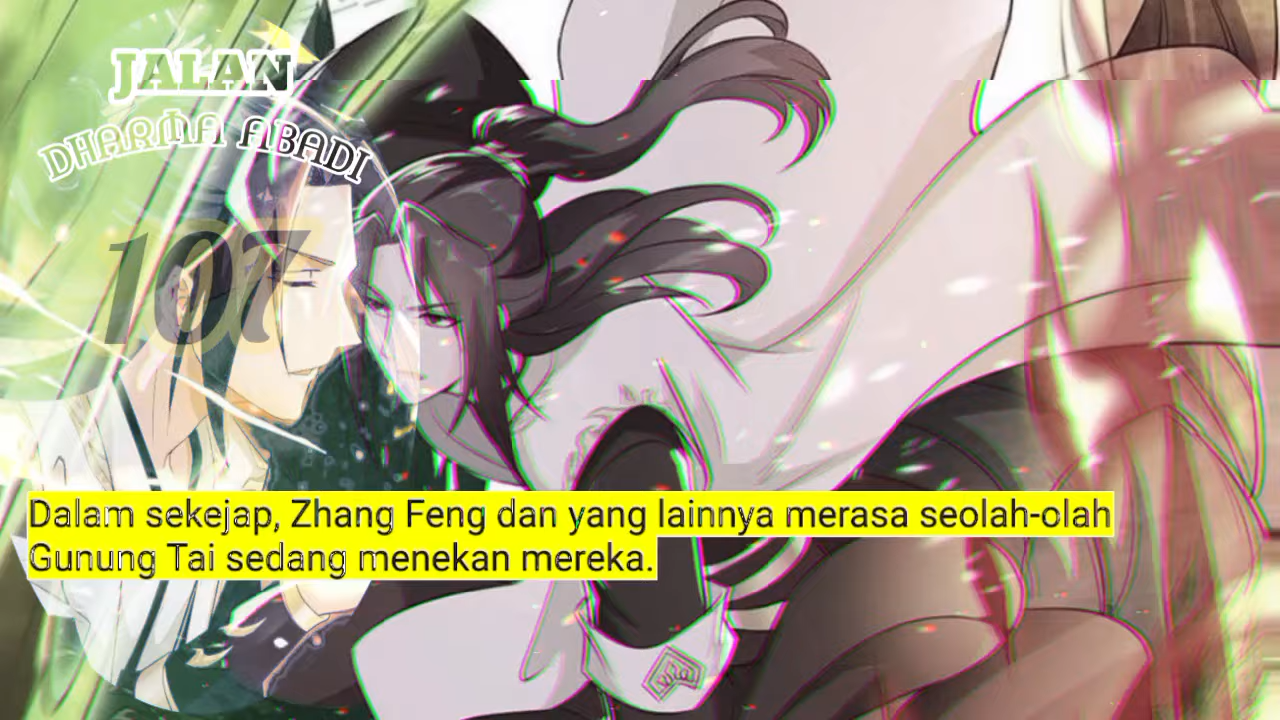 JALAN
DHARMA ABADI
107
Dalam sekejap, Zhang Feng dan yang lainnya merasa seolah-olah
Gunung Tai sedang menekan mereka.